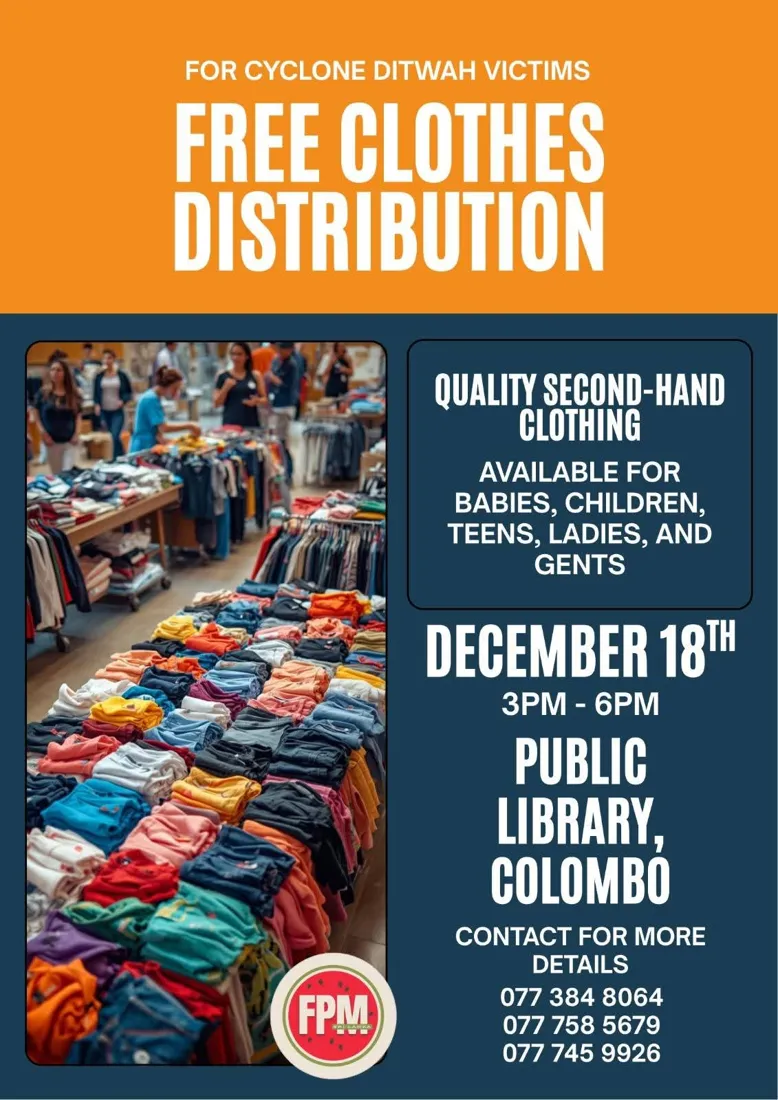 FOR CYCLONE DITWAH VICTIMS
FREE CLOTHES
DISTRIBUTION
QUALITY SECOND-HAND
CLOTHING
AVAILABLE FOR
BABIES, CHILDREN,
TEENS, LADIES, AND
GENTS
DECEMBER 18TH
3PM - 6PM
PUBLIC
LIBRARY,
COLOMBO
CONTACT FOR MORE
DETAILS
077 384 8064
077 758 5679
077 745 9926
FPM